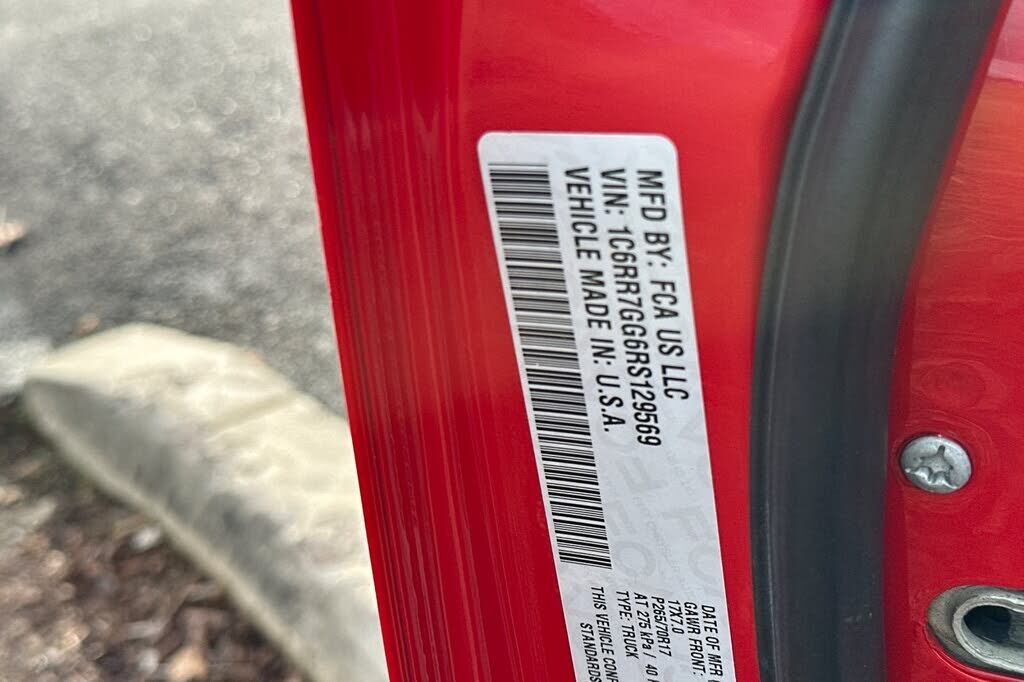 MFD BY: FCA US LLC
VIN: 1C6RR7GG6RS129569
VEHICLE MADE IN: U.S.A.
DATE OF MFR
GAWR FRONT:
17X7.0
P265/70R17
AT 275 kPa / 40
TYPE: TRUCK
THIS VEHICLE CONF
STANDARDS